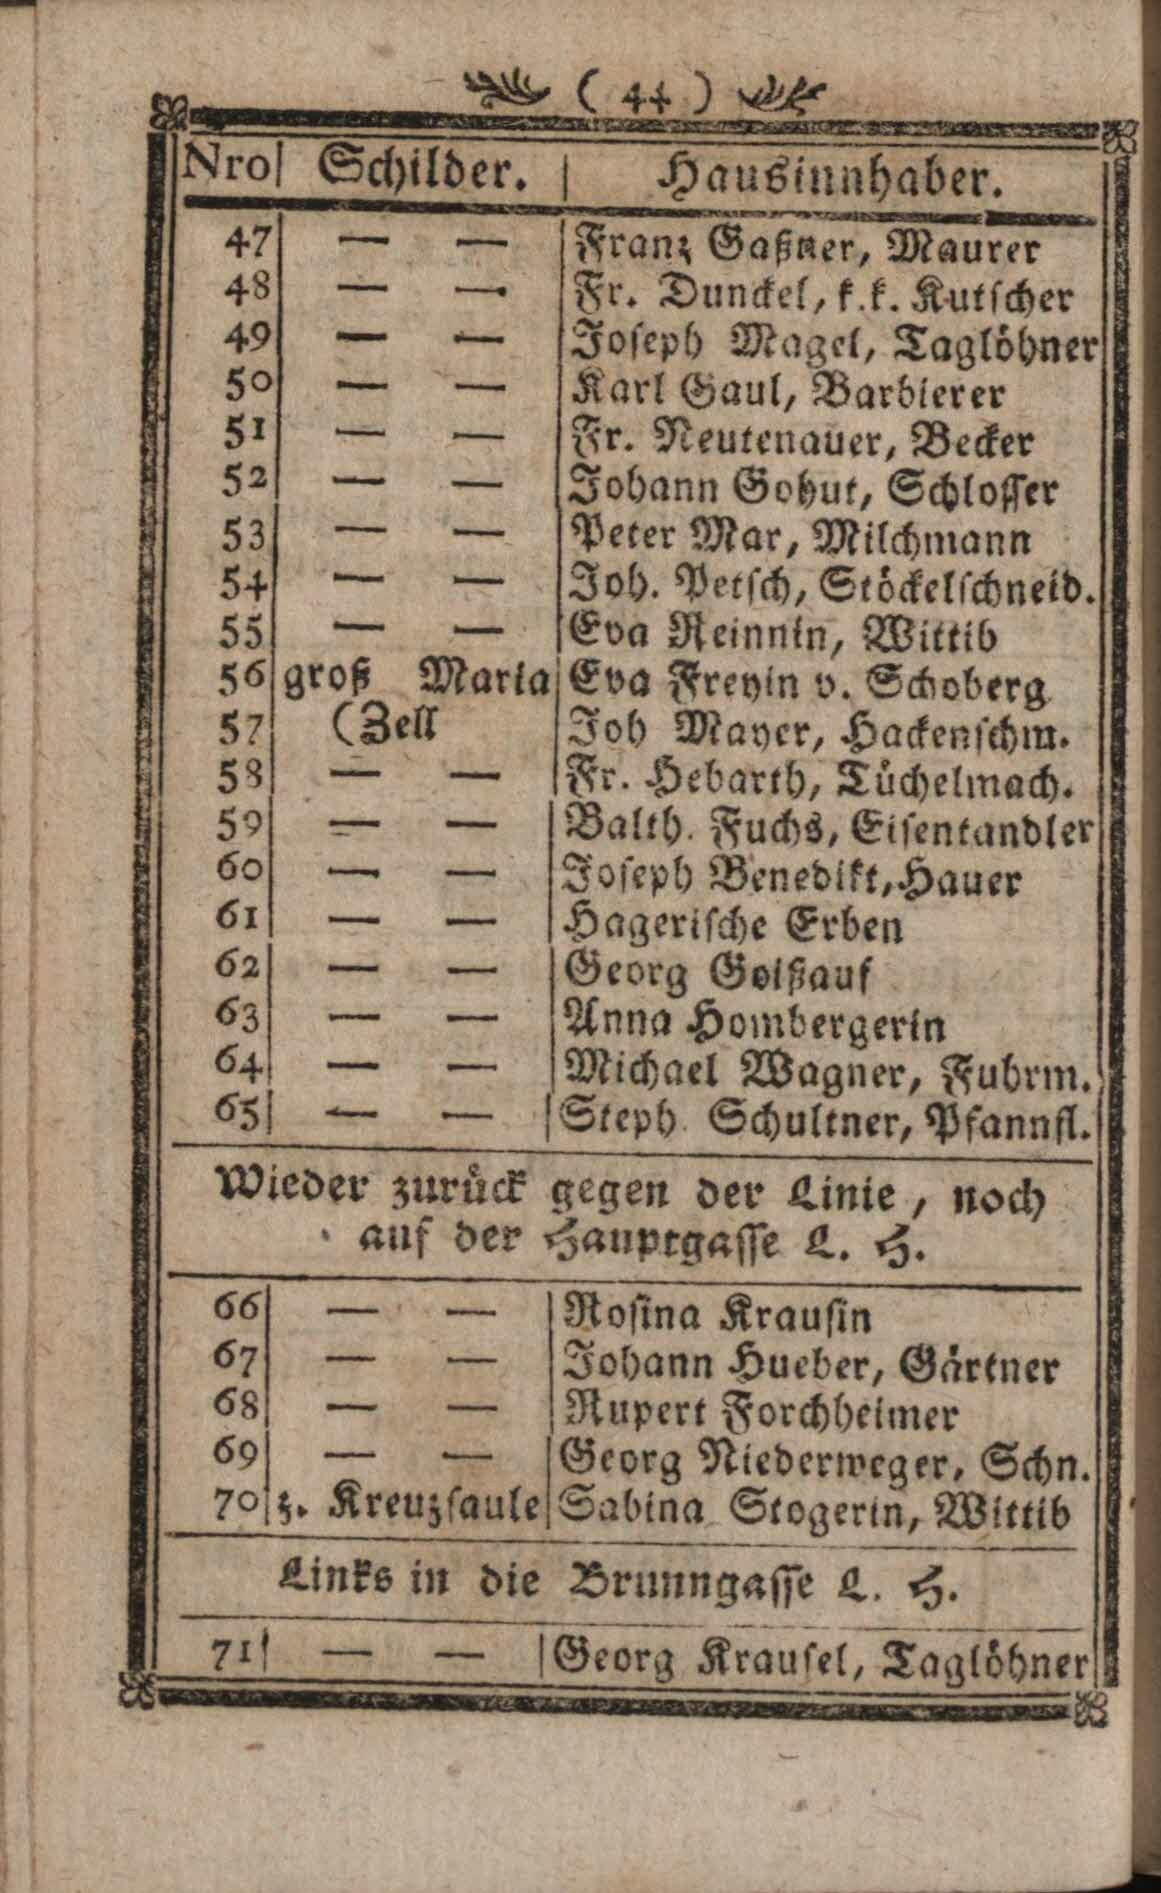 ( 44 )
Nro Schilder. Hausinnhaber.
47 — — Franz Gaßner, Maurer
48 — — Fr. Dunckel, k.k. Kutscher
49 — — Joseph Magel, Taglöhner
50 — — Karl Gaul, Barbierer
51 — — Fr. Neutenauer, Becker
52 — — Johann Gohut, Schlosser
53 — — Peter Mar, Milchmann
54 — — Joh. Petsch, Stöckelschneid.
55 — — Eva Reinnin, Wittib
56 groß Maria Eva Freyin v. Schoberg
57 (Zell Joh Mayer, Hackenschm.
58 — — Fr. Hebarth, Tüchelmach.
59 — — Balth. Fuchs, Eisentandler
60 — — Joseph Benedikt, Hauer
61 — — Hagerische Erben
62 — — Georg Goißauf
63 — — Anna Hombergerin
64 — — Michael Wagner, Fuhrm.
65 — — Steph. Schultner, Pfannfl.
Wieder zurück gegen der Linie, noch
auf der Hauptgasse L. H.
66 — — Rosina Krausin
67 — — Johann Hueber, Gärtner
68 — — Rupert Forchheimer
69 — — Georg Niederweger, Schn.
70 z. Kreuzsaule Sabina Stogerin, Wittib
Links in die Brunngasse L. H.
71 — — Georg Krausel, Taglöhner